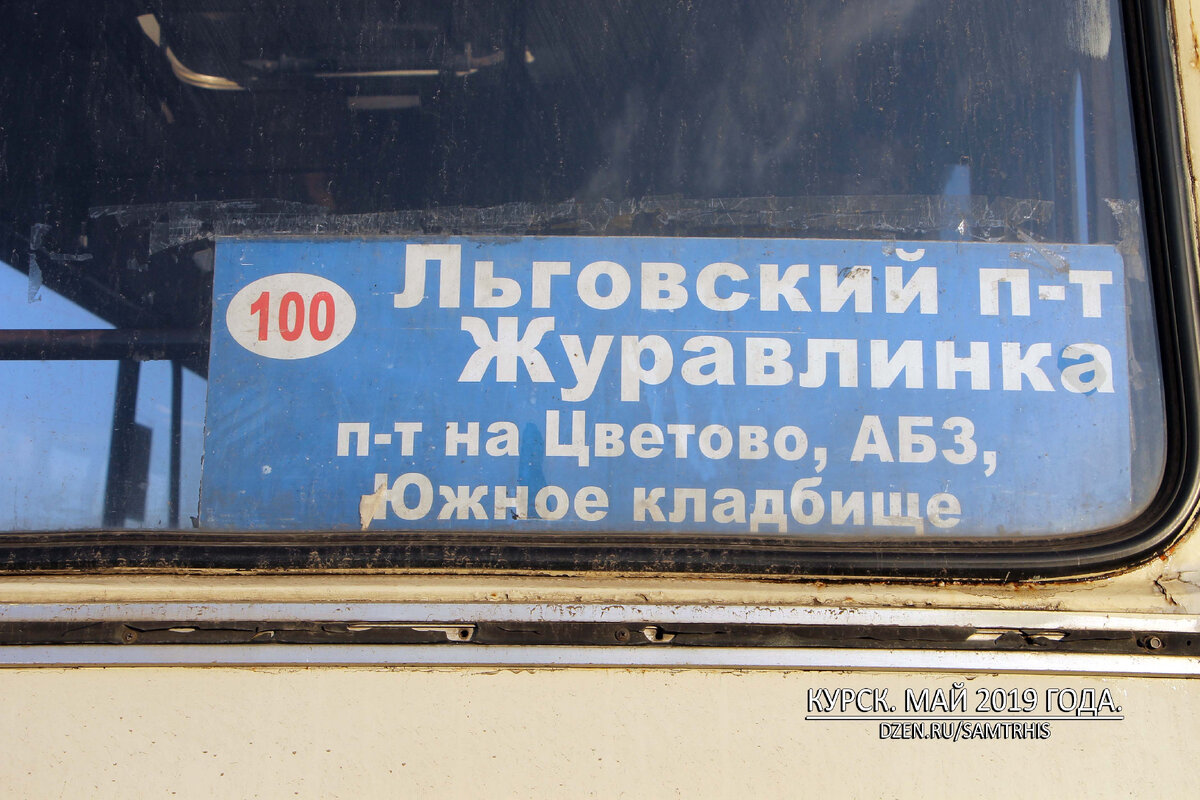 100
Льговский п-т
Журавлинка
п-т на Цветово, АБЗ,
Южное кладбище
КУРСК. МАЙ 2019 ГОДА.
DZEN.RU/SAMTRHIS